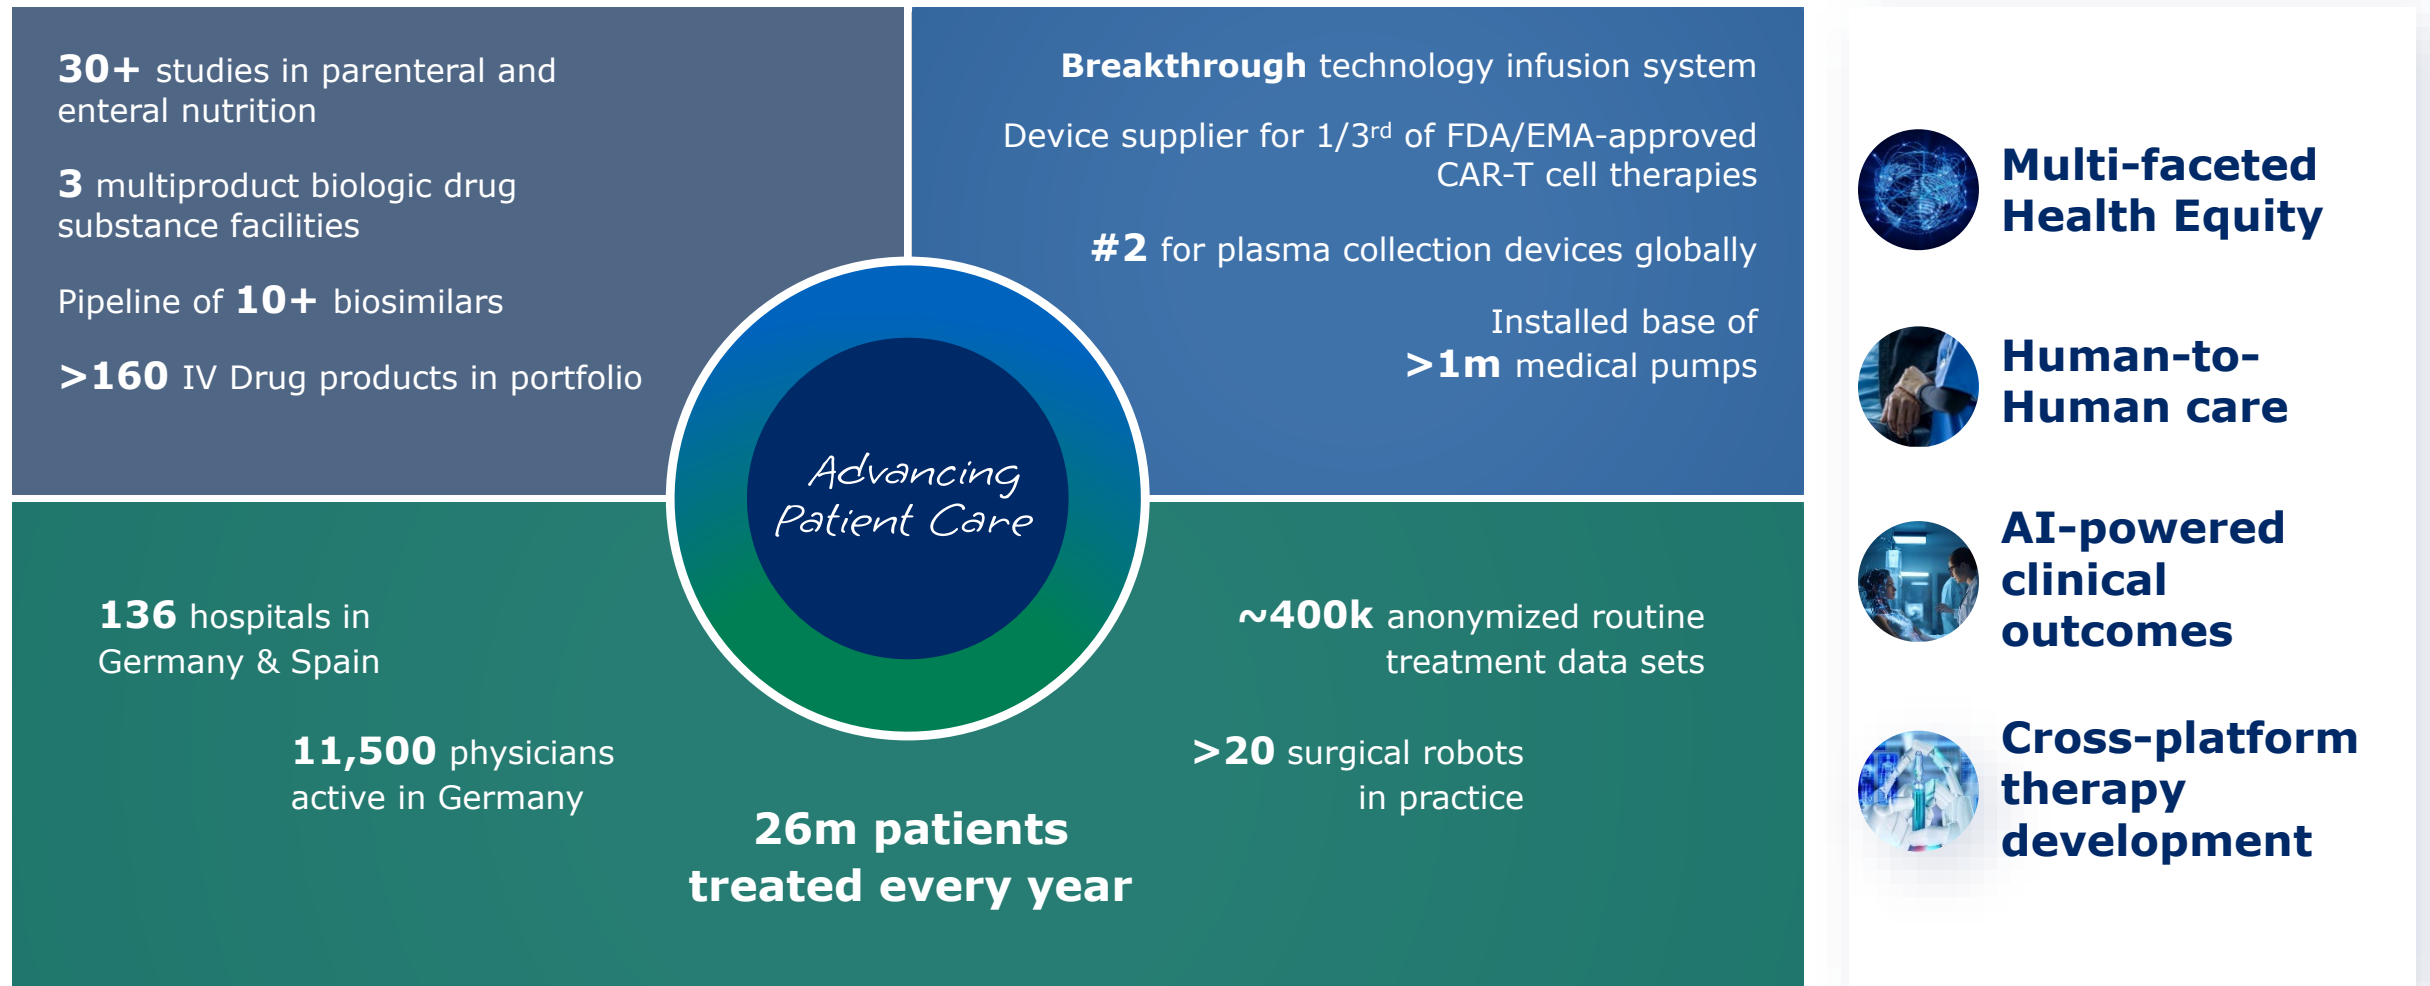 30+ studies in parenteral and
enteral nutrition
3 multiproduct biologic drug
substance facilities
Pipeline of 10+ biosimilars
>160 IV Drug products in portfolio
Breakthrough technology infusion system
Device supplier for 1/3rd of FDA/EMA-approved
CAR-T cell therapies
#2 for plasma collection devices globally
Installed base of
>1m medical pumps
Advancing
Patient Care
136 hospitals in
Germany & Spain
11,500 physicians
active in Germany
26m patients
treated every year
~400k anonymized routine
treatment data sets
>20 surgical robots
in practice
Multi-faceted
Health Equity
Human-to-
Human care
AI-powered
clinical
outcomes
Cross-platform
therapy
development